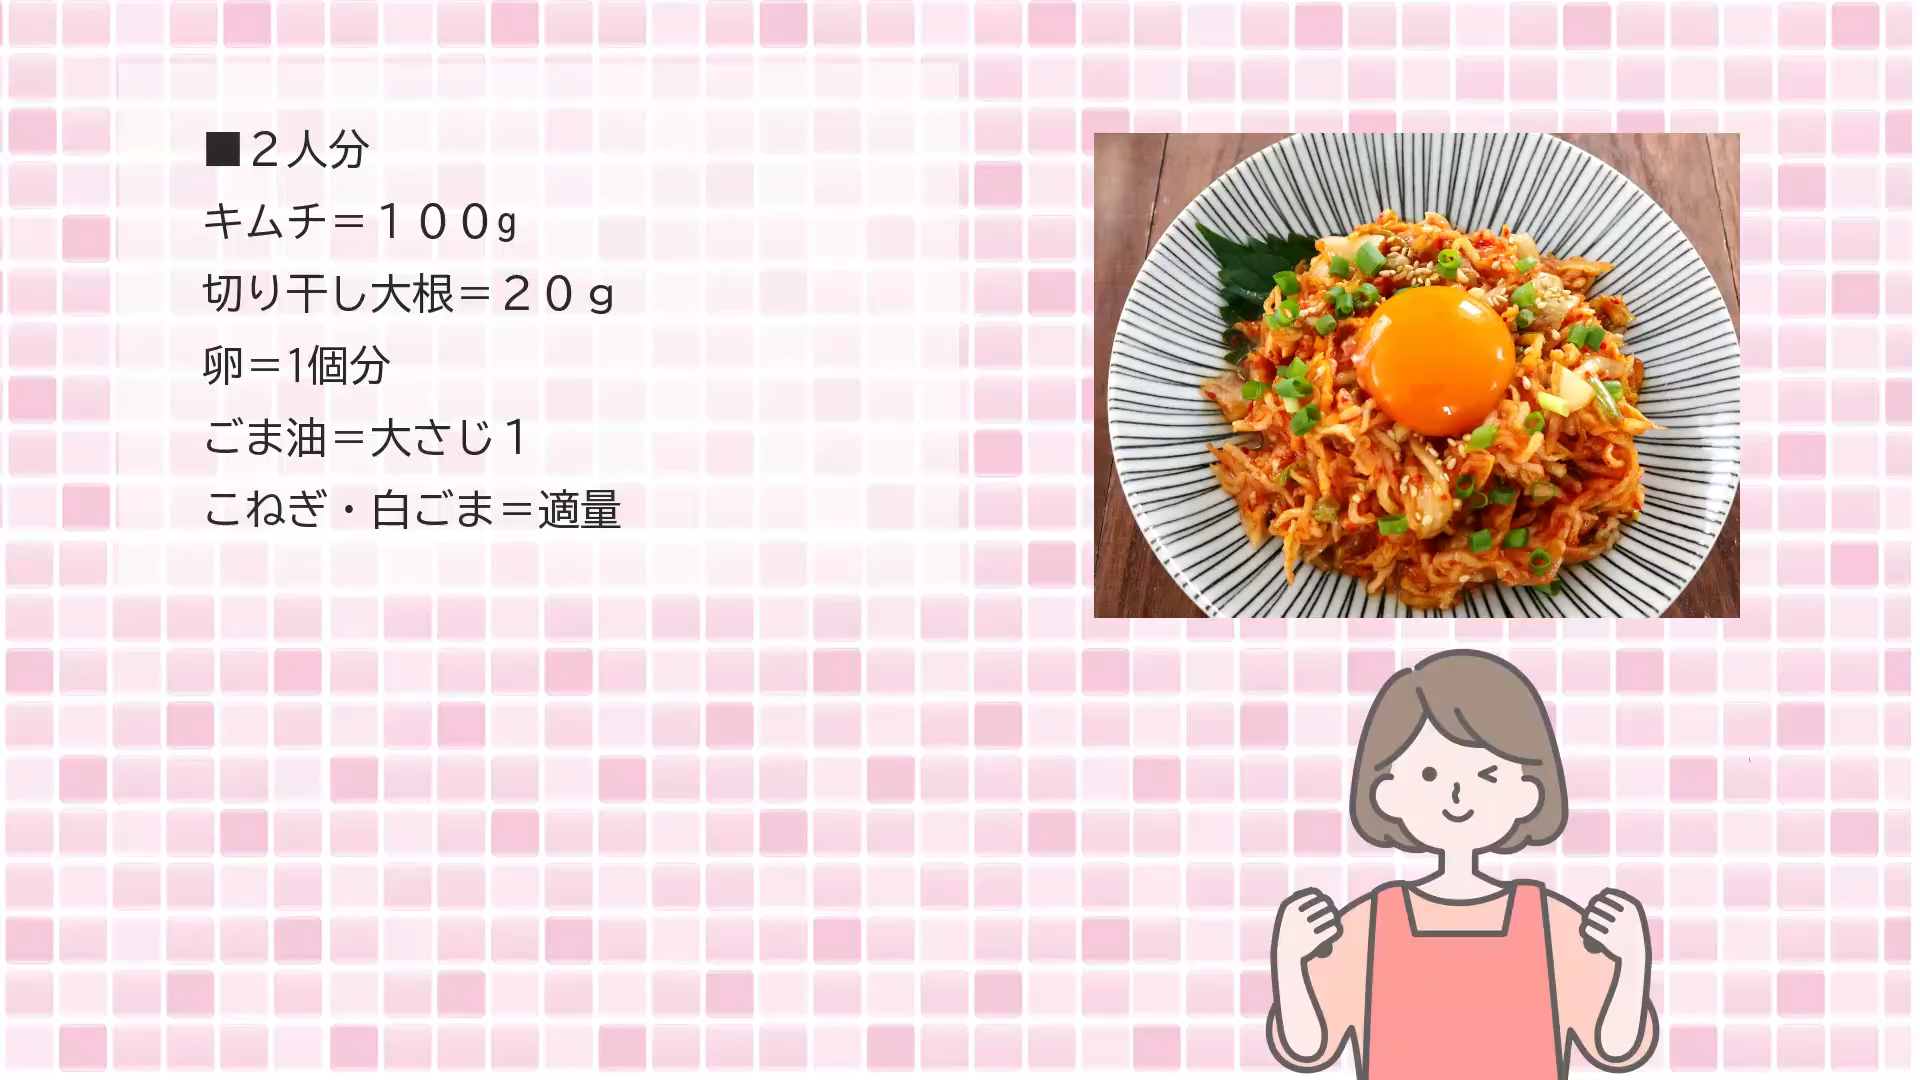 ■２人分
キムチ＝１００g
切り干し大根＝２０ｇ
卵＝1個分
ごま油＝大さじ１
こねぎ・白ごま＝適量